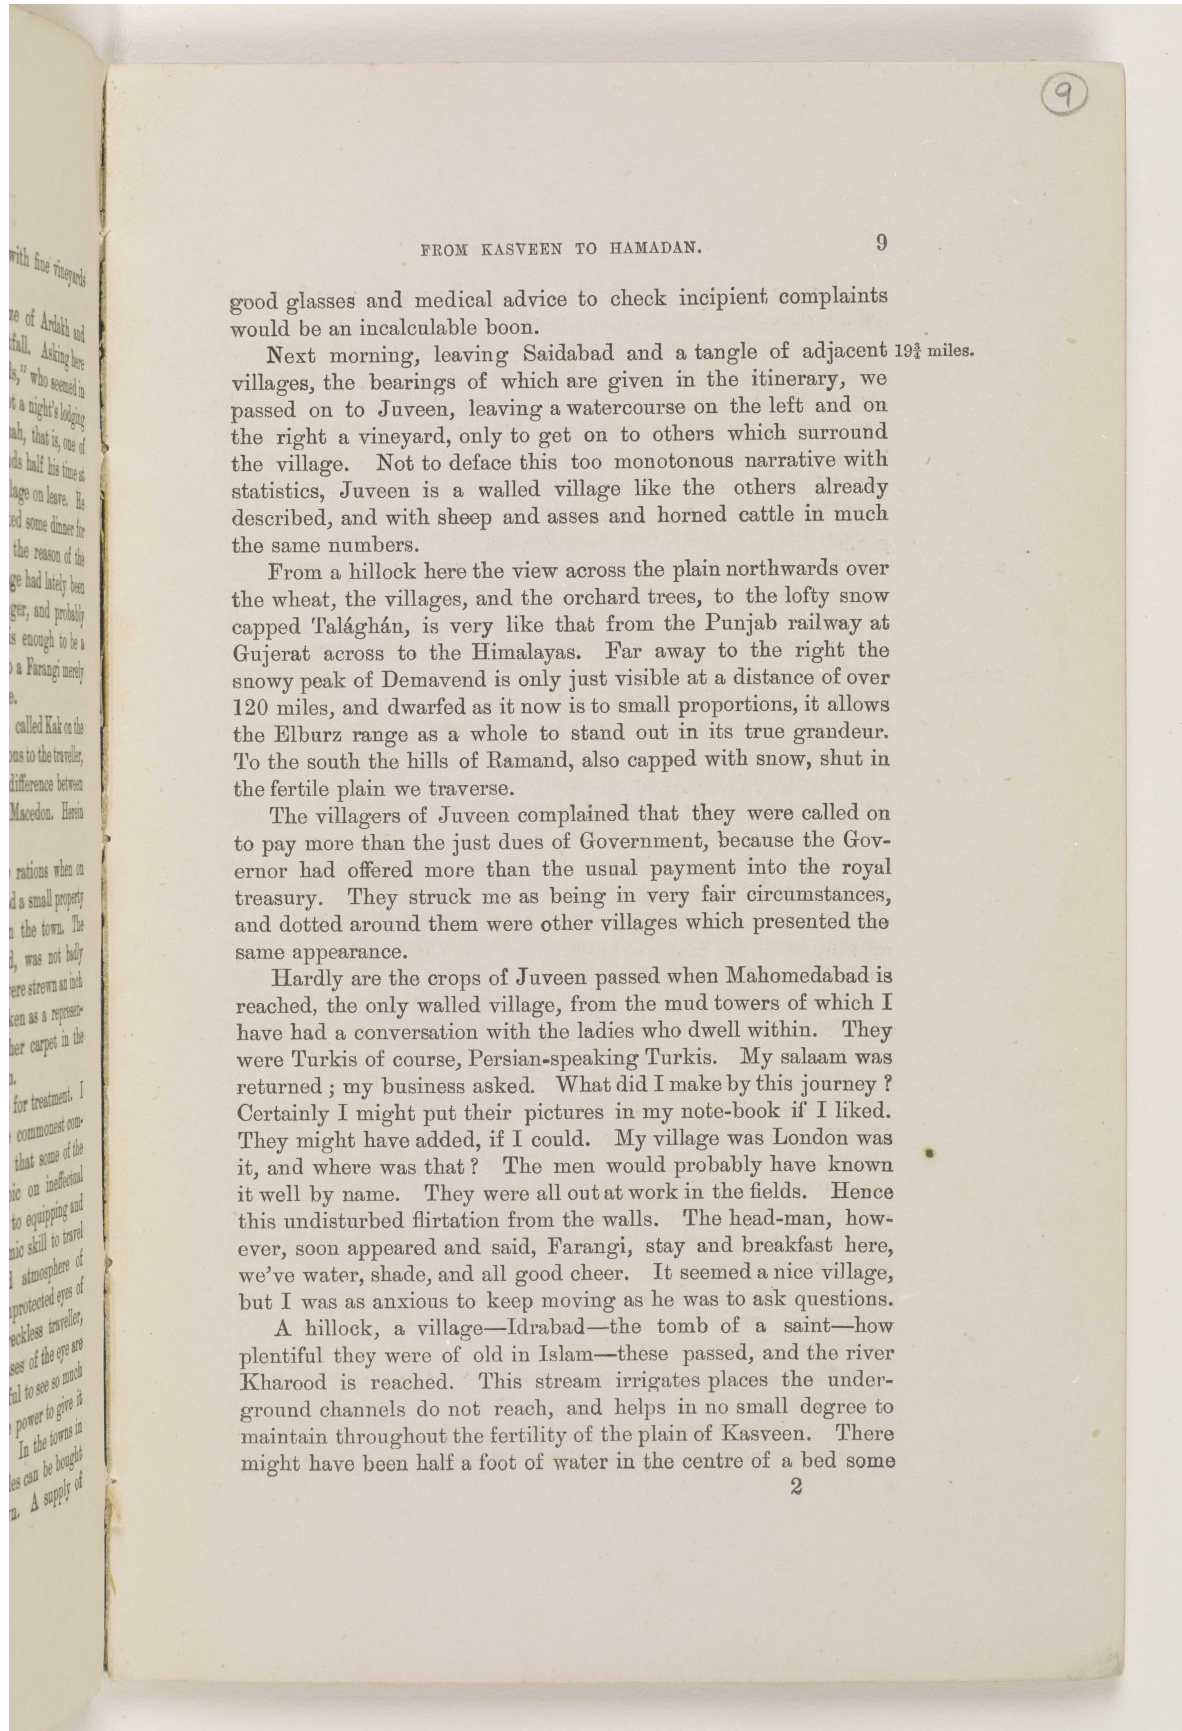 9
FROM KASVEEN TO HAMADAN. 9
good glasses and medical advice to check incipient complaints
would be an incalculable boon.
Next morning, leaving Saidabad and a tangle of adjacent 19¾ miles.
villages, the bearings of which are given in the itinerary, we
passed on to Juveen, leaving a watercourse on the left and on
the right a vineyard, only to get on to others which surround
the village. Not to deface this too monotonous narrative with
statistics, Juveen is a walled village like the others already
described, and with sheep and asses and horned cattle in much
the same numbers.
From a hillock here the view across the plain northwards over
the wheat, the villages, and the orchard trees, to the lofty snow
capped Talághán, is very like that from the Punjab railway at
Gujerat across to the Himalayas. Far away to the right the
snowy peak of Demavend is only just visible at a distance of over
120 miles, and dwarfed as it now is to small proportions, it allows
the Elburz range as a whole to stand out in its true grandeur.
To the south the hills of Ramand, also capped with snow, shut in
the fertile plain we traverse.
The villagers of Juveen complained that they were called on
to pay more than the just dues of Government, because the Gov-
ernor had offered more than the usual payment into the royal
treasury. They struck me as being in very fair circumstances,
and dotted around them were other villages which presented the
same appearance.
Hardly are the crops of Juveen passed when Mahomedabad is
reached, the only walled village, from the mud towers of which I
have had a conversation with the ladies who dwell within. They
were Turkis of course, Persian-speaking Turkis. My salaam was
returned ; my business asked. What did I make by this journey ?
Certainly I might put their pictures in my note-book if I liked.
They might have added, if I could. My village was London was
it, and where was that ? The men would probably have known
it well by name. They were all out at work in the fields. Hence
this undisturbed flirtation from the walls. The head-man, how-
ever, soon appeared and said, Farangi, stay and breakfast here,
we've water, shade, and all good cheer. It seemed a nice village,
but I was as anxious to keep moving as he was to ask questions.
A hillock, a village—Idrabad—the tomb of a saint—how
plentiful they were of old in Islam—these passed, and the river
Kharood is reached. This stream irrigates places the under-
ground channels do not reach, and helps in no small degree to
maintain throughout the fertility of the plain of Kasveen. There
might have been half a foot of water in the centre of a bed some
2